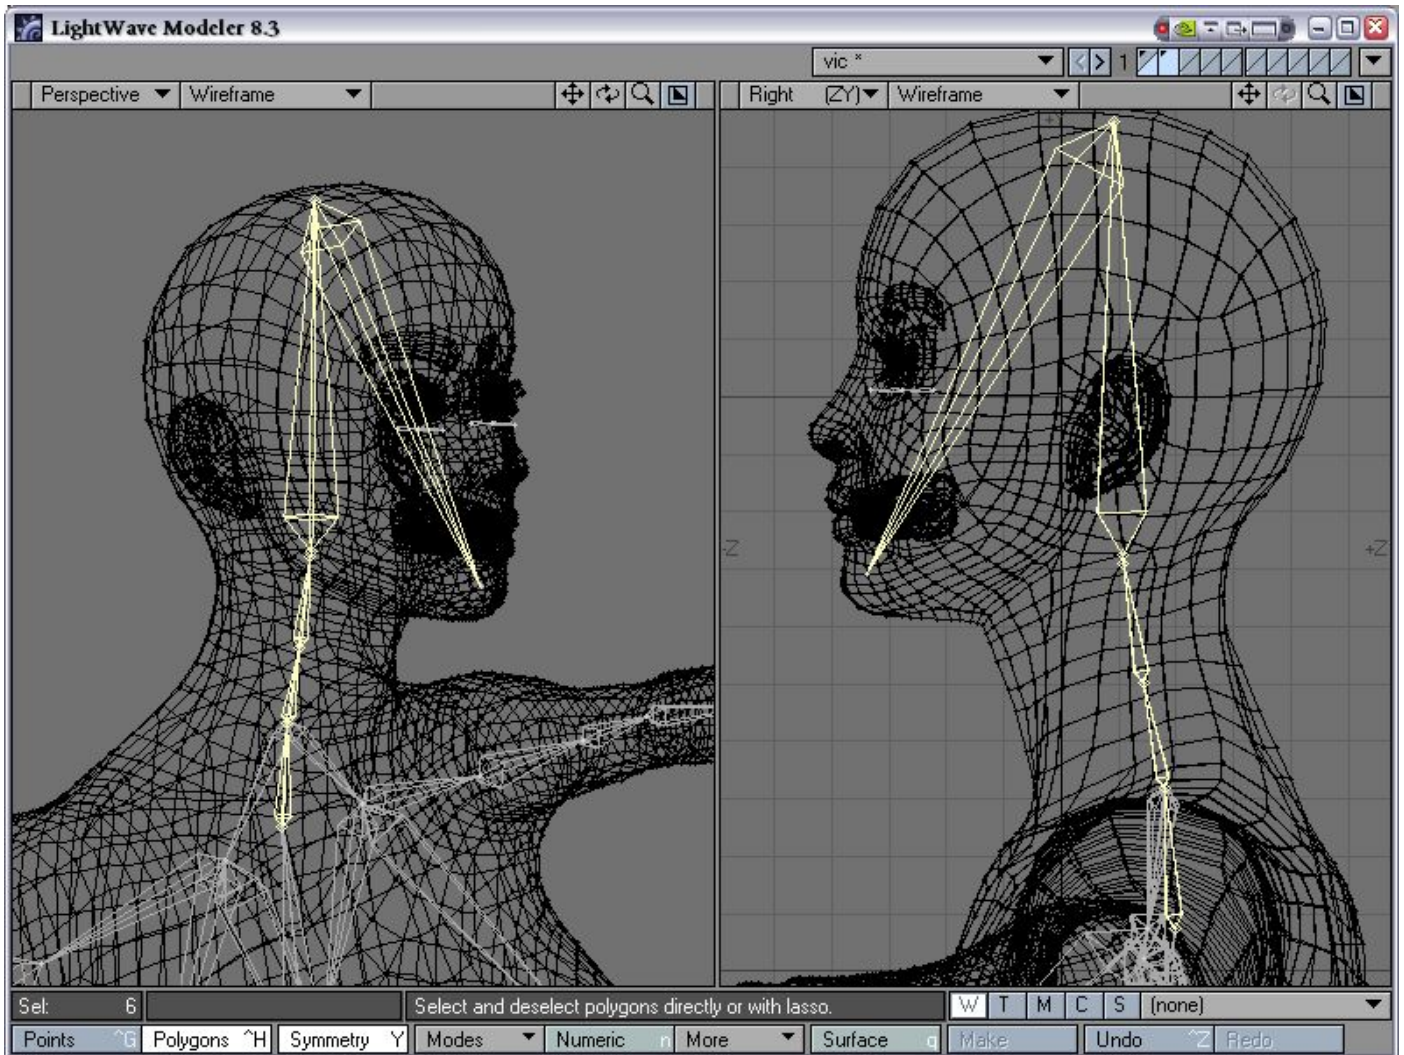 LightWave Modeler 8.3
vic *
1
Perspective Wireframe
Right (ZY) Wireframe
-Z
+Z
Sel: 6
Select and deselect polygons directly or with lasso.
W T M C S (none)
Points ^G Polygons ^H Symmetry Y Modes Numeric n More Surface q Make Undo ^Z Redo